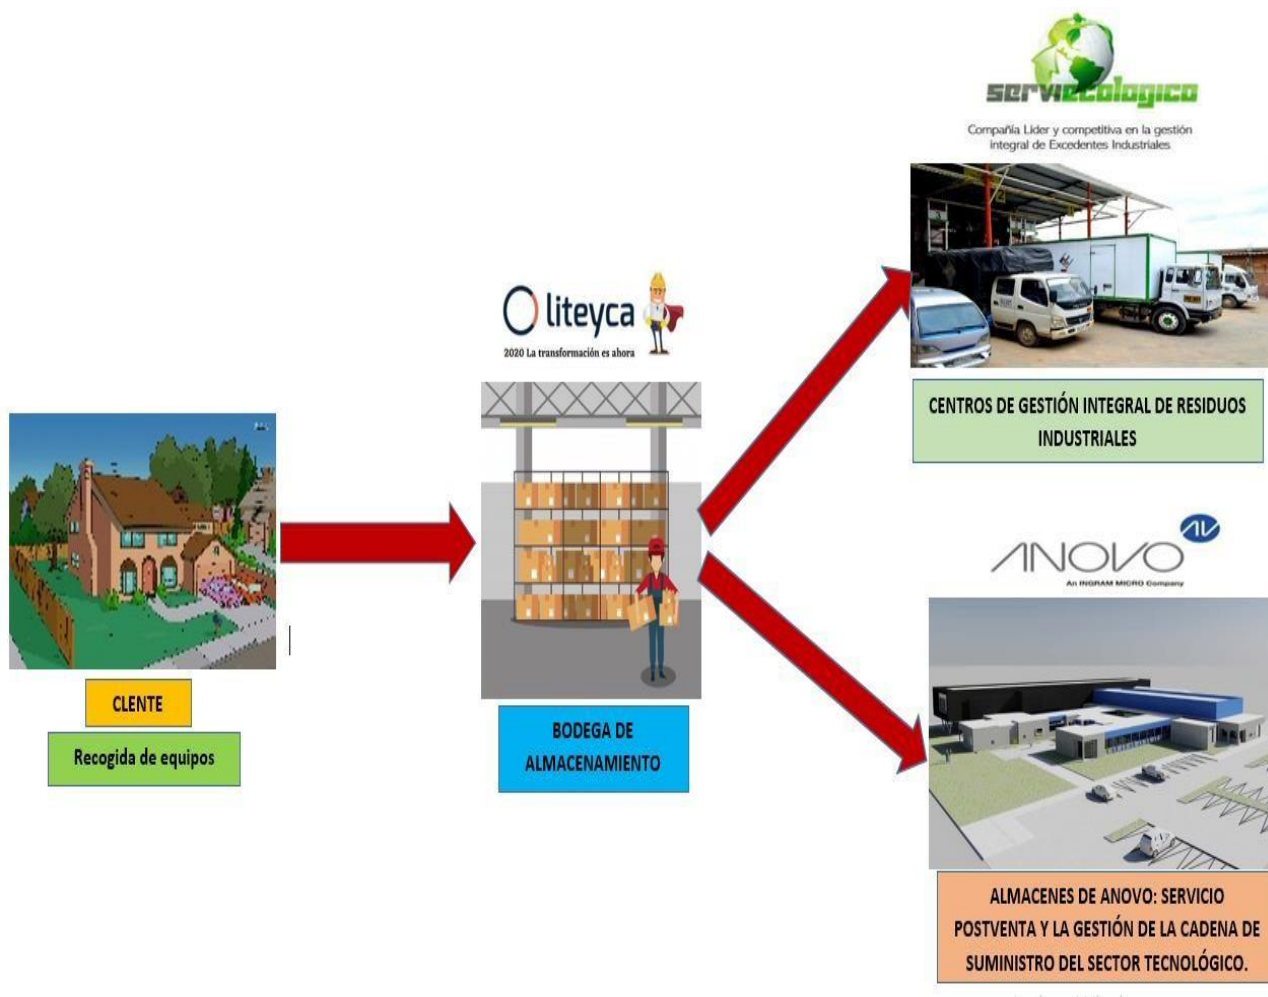 serviecologico
Compañía Líder y competitiva en la gestión
integral de Excedentes Industriales
liteyca
2020 La transformación es ahora
CENTROS DE GESTIÓN INTEGRAL DE RESIDUOS
INDUSTRIALES
CLENTE
Recogida de equipos
BODEGA DE
ALMACENAMIENTO
ANOVO
AV
An INGRAM MICRO Company
ALMACENES DE ANOVO: SERVICIO
POSTVENTA Y LA GESTIÓN DE LA CADENA DE
SUMINISTRO DEL SECTOR TECNOLÓGICO.